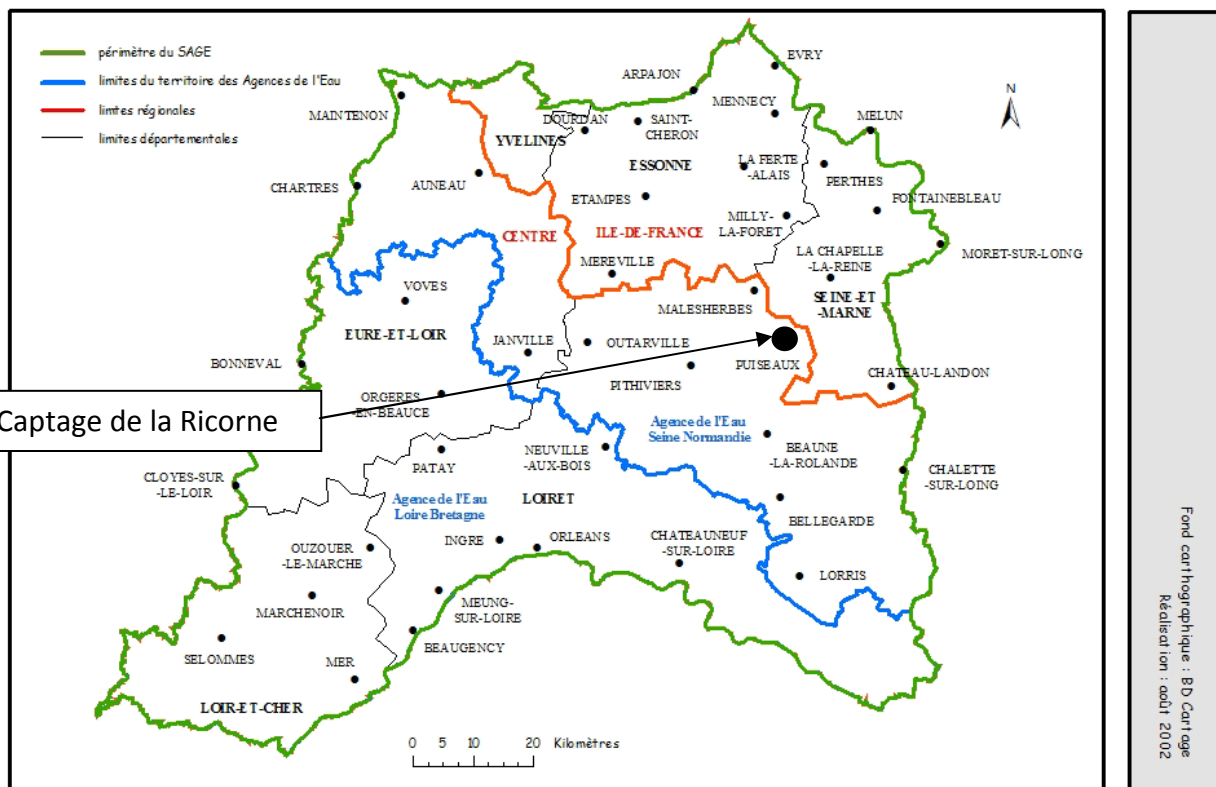 périmètre du SAGE
limites du territoire des Agences de l'Eau
limtes régionales
limites départementales
N
EVRY
ARPAJON
MENNECY
MAINTENON
DOURDAN
SAINT-
CHERON
MELUN
YVELINES
ESSONNE
LA FERTE
-ALAIS
PERTHES
AUNEAU
CHARTRES
ETAMPES
FONTAINEBLEAU
MILLY-
LA-FORET
CENTRE
ILE-DE-FRANCE
LA CHAPELLE
-LA-REINE
MORET-SUR-LOING
MEREVILLE
VOVES
SEINE-ET
-MARNE
MALESHERBES
EURE-ET-LOIR
JANVILLE
OUTARVILLE
BONNEVAL
PUISEAUX
PITHIVIERS
CHATEAU-LANDON
ORGERES
-EN-BEAUCE
Captage de la Ricorne
Agence de l'Eau
Seine Normandie
BEAUNE
-LA-ROLANDE
NEUVILLE
-AUX-BOIS
PATAY
CLOYES-SUR
-LE-LOIR
CHALETTE
-SUR-LOING
Agence de l'Eau
Loire Bretagne
LOIRET
BELLEGARDE
INGRE
ORLEANS
CHATEAUNEUF
-SUR-LOIRE
OUZOUER
-LE-MARCHE
LORRIS
MARCHENOIR
MEUNG-
SUR-LOIRE
BEAUGENCY
SELOMMES
MER
LOIR-ET-CHER
0 5 10 20 Kilomètres
Fond carthographique : BD Cartage
Réalisation : août 2002